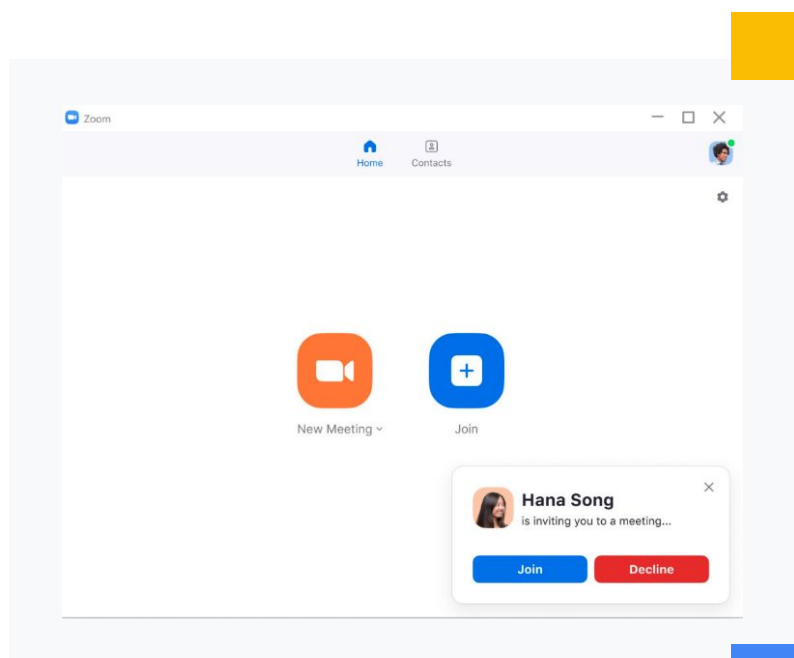 Zoom
Home Contacts
New Meeting Join
Hana Song
is inviting you to a meeting...
Join Decline